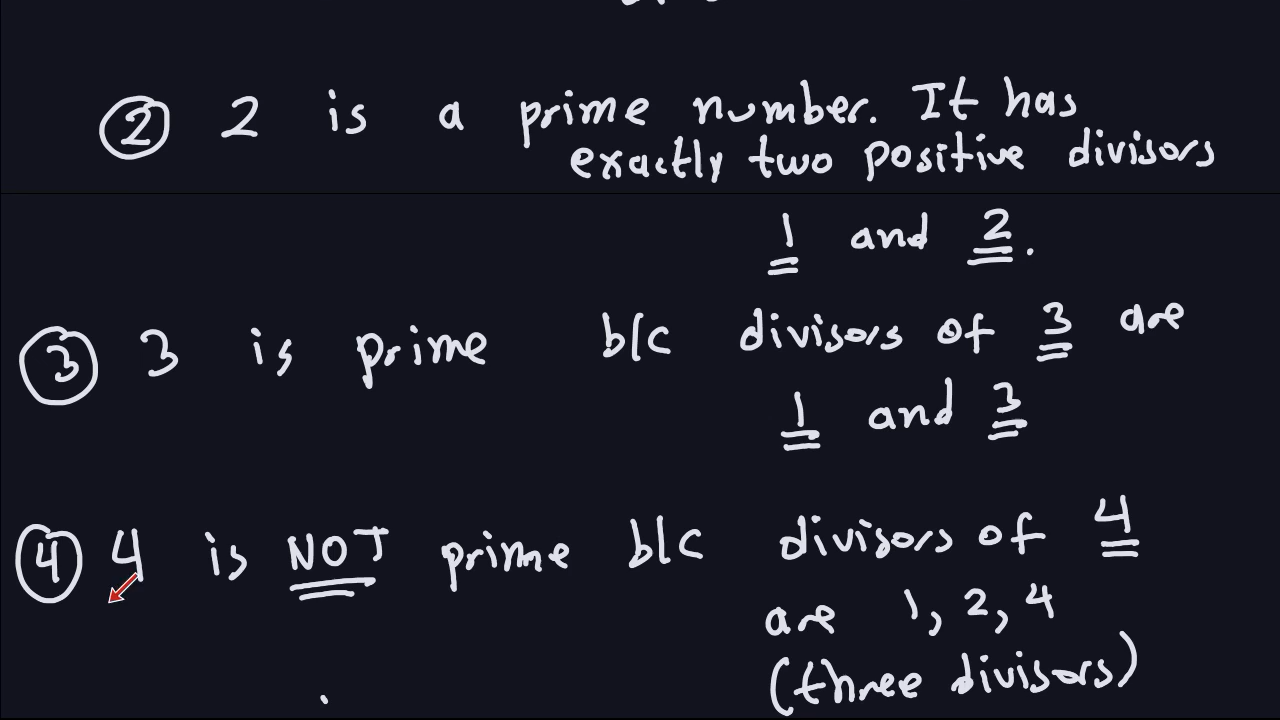 ② 2 is a prime number. It has
exactly two positive divisors
1 and 2.
③ 3 is prime b/c divisors of 3 are
1 and 3
④ 4 is NOT prime b/c divisors of 4
are 1, 2, 4
(three divisors)